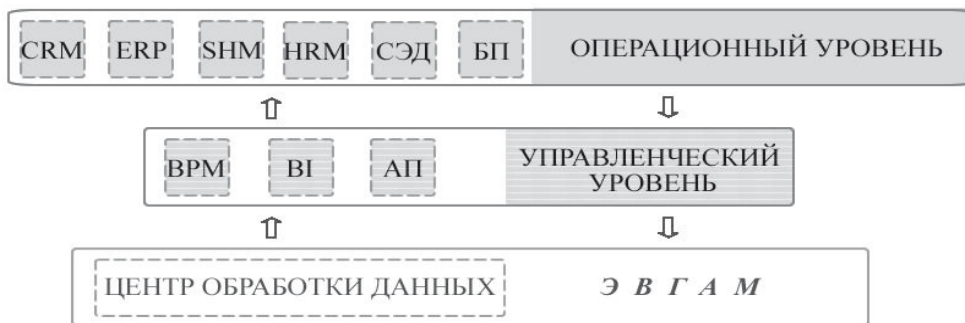 CRM ERP SHM HRM СЭД БП ОПЕРАЦИОННЫЙ УРОВЕНЬ
BPM BI АП УПРАВЛЕНЧЕСКИЙ
УРОВЕНЬ
ЦЕНТР ОБРАБОТКИ ДАННЫХ Э В Г А М